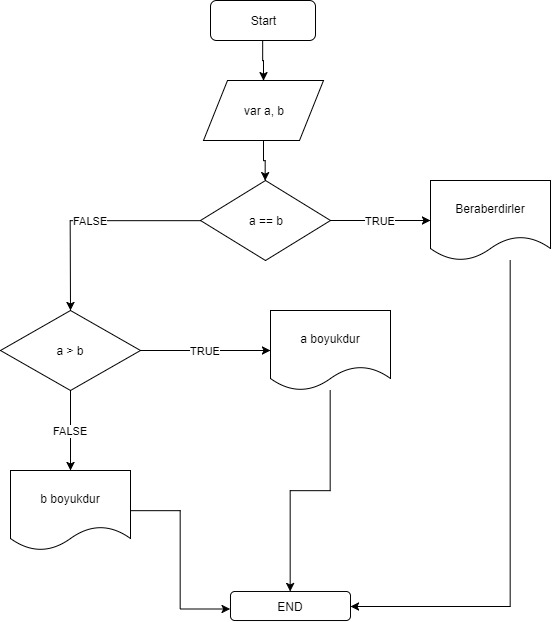 Start
var a, b
a == b
FALSE
TRUE
Beraberdirler
a > b
TRUE
a boyukdur
FALSE
b boyukdur
END